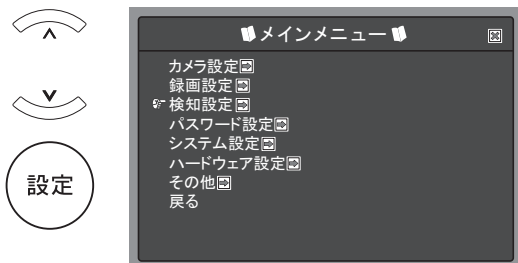 メインメニュー
カメラ設定
録画設定
検知設定
パスワード設定
システム設定
ハードウェア設定
その他
戻る
設定